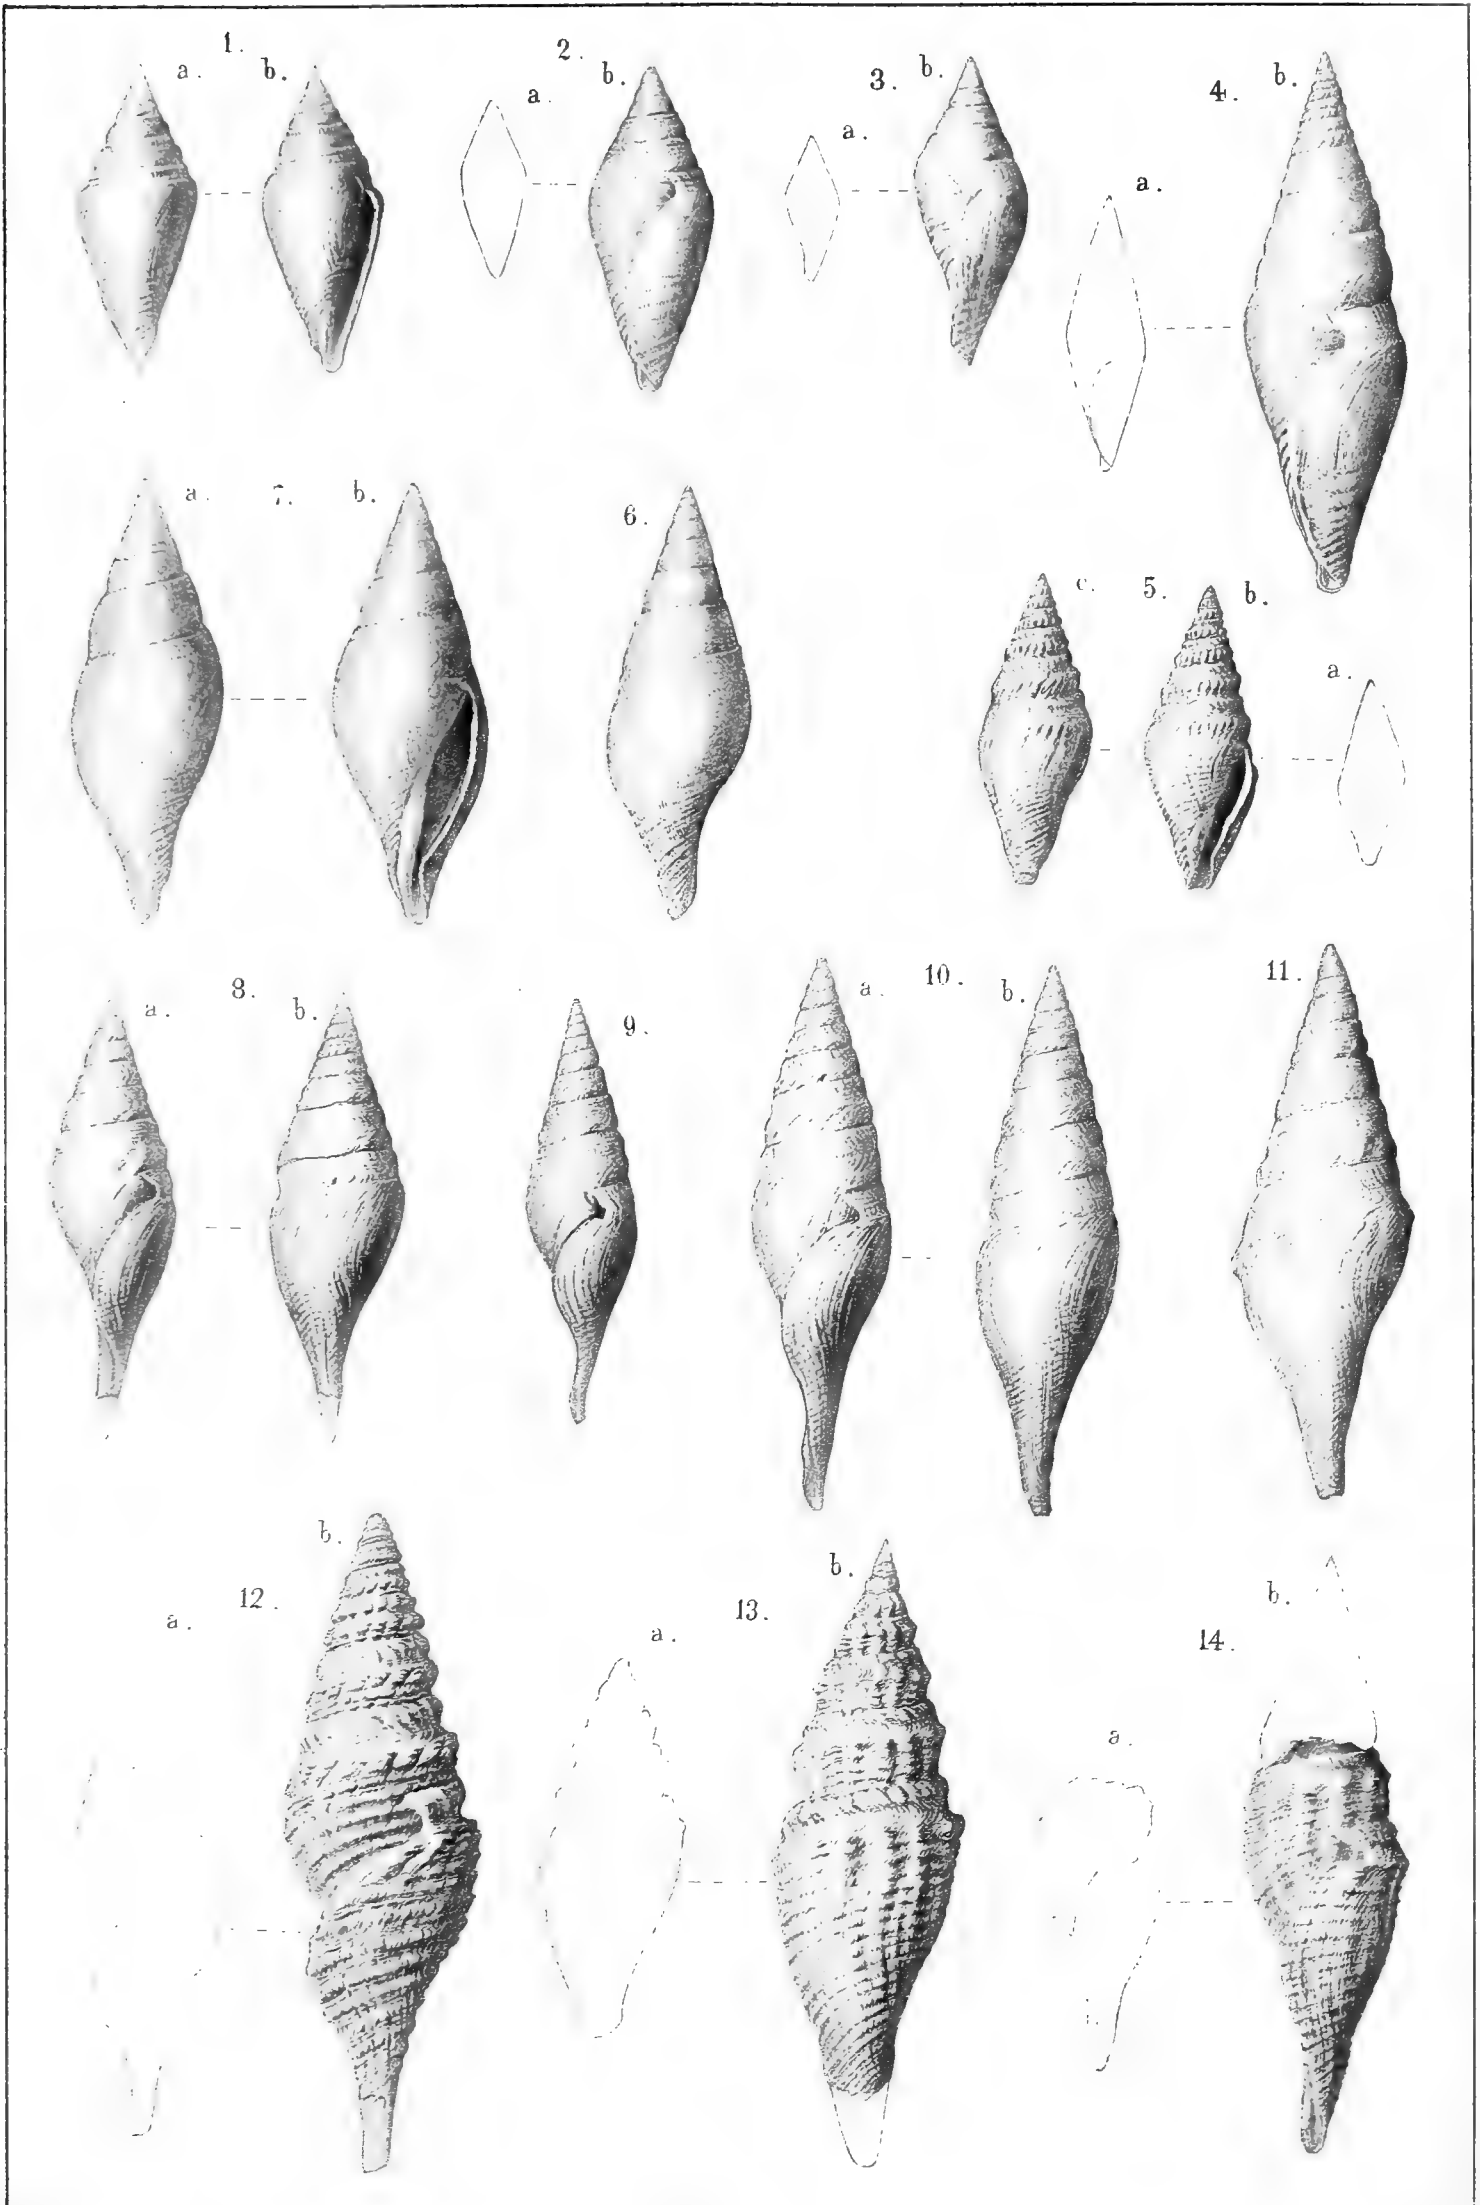 1. 2. 3. 4.
a. b. a. b. a. b. a. b.
a. 7. b. 6.
c. 5. b. a.
a. 8. b. 9. a. 10. b. 11.
a. 12. b. a. 13. b. a. 14. b.